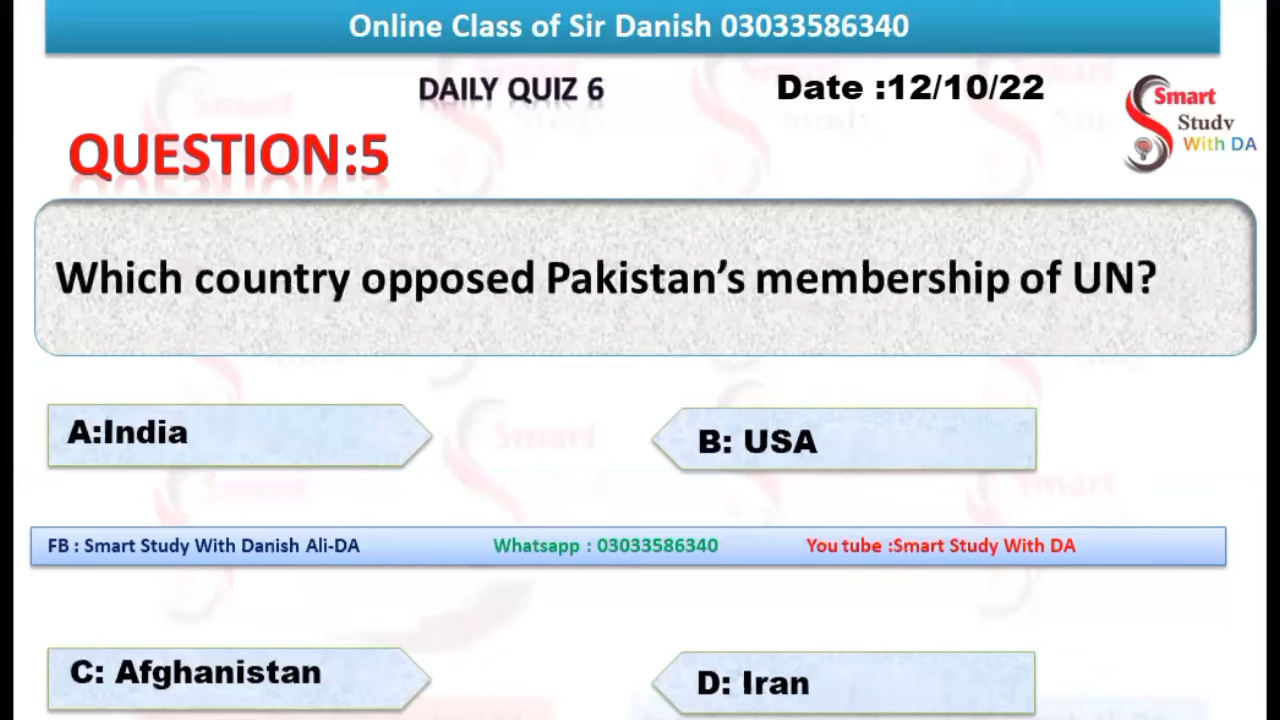 Online Class of Sir Danish 03033586340
DAILY QUIZ 6
Date :12/10/22
Smart
Study
With DA
QUESTION:5
Which country opposed Pakistan’s membership of UN?
A:India
B: USA
FB : Smart Study With Danish Ali-DA
Whatsapp : 03033586340
You tube :Smart Study With DA
C: Afghanistan
D: Iran